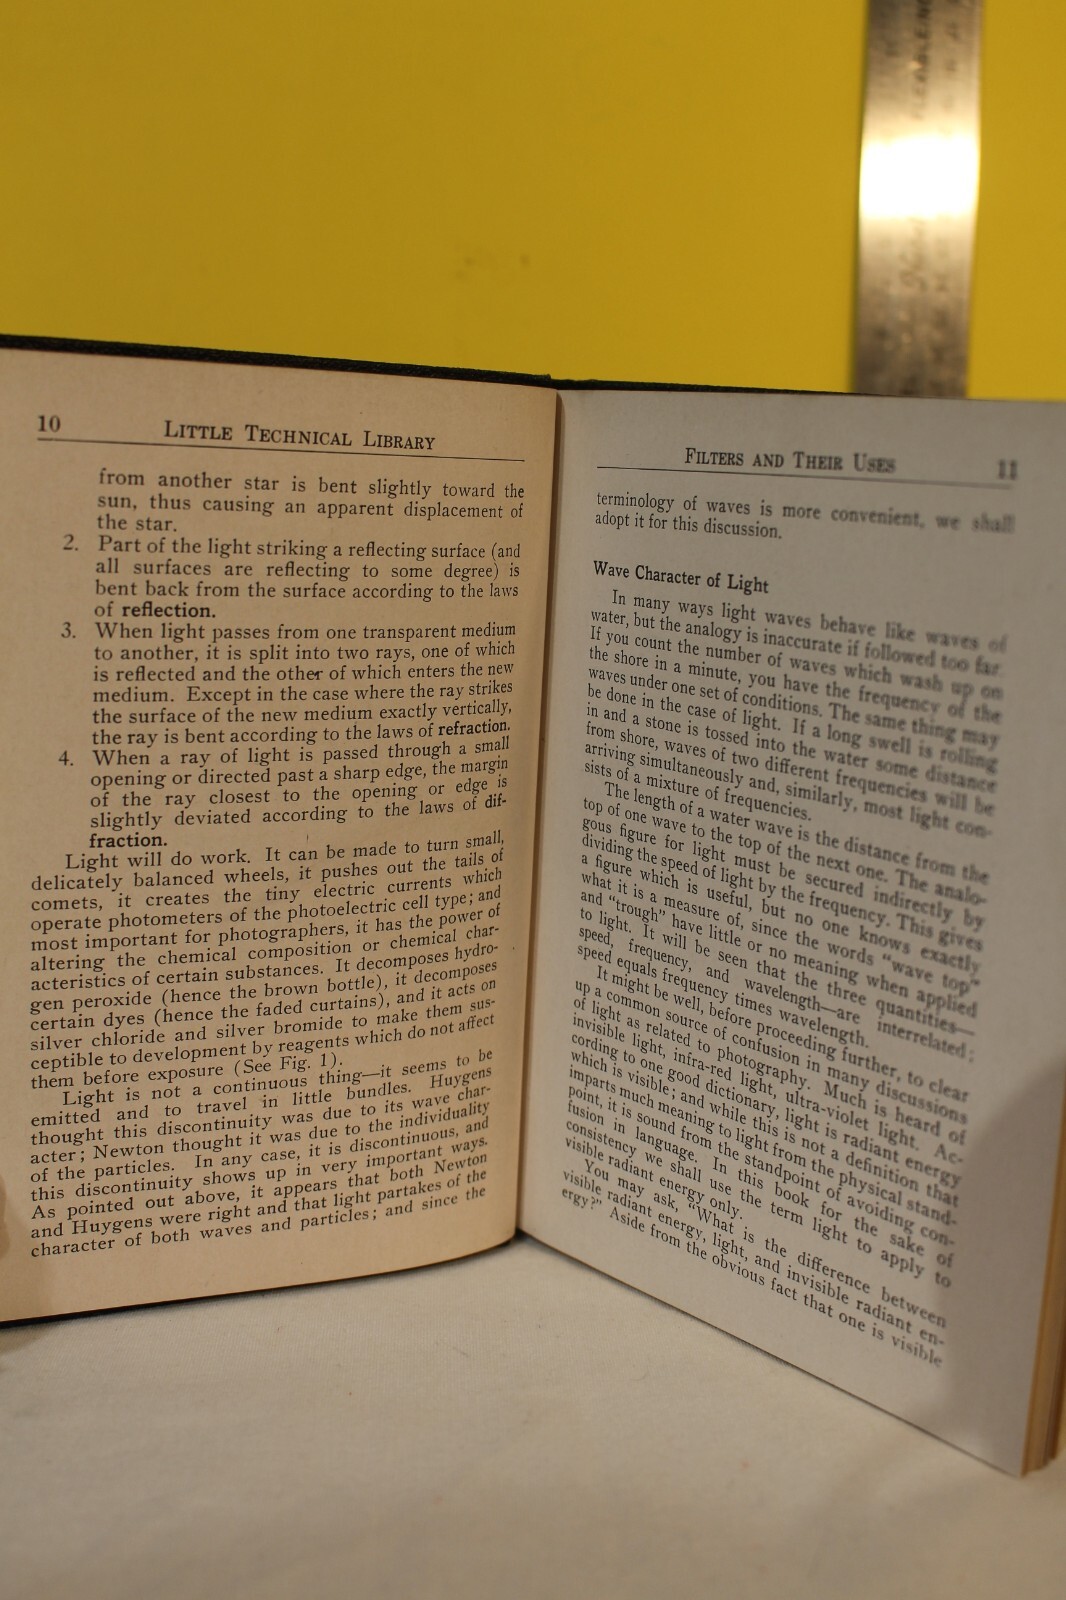 10
LITTLE TECHNICAL LIBRARY
from another star is bent slightly toward the
sun, thus causing an apparent displacement of
the star.
2. Part of the light striking a reflecting surface (and
all surfaces are reflecting to some degree) is
bent back from the surface according to the laws
of reflection.
3. When light passes from one transparent medium
to another, it is split into two rays, one of which
is reflected and the other of which enters the new
medium. Except in the case where the ray strikes
the surface of the new medium exactly vertically,
the ray is bent according to the laws of refraction.
4. When a ray of light is passed through a small
opening or directed past a sharp edge, the margin
of the ray closest to the opening or edge is
slightly deviated according to the laws of dif-
fraction.
Light will do work. It can be made to turn small,
delicately balanced wheels, it pushes out the tails of
comets, it creates the tiny electric currents which
operate photometers of the photoelectric cell type; and
most important for photographers, it has the power of
altering the chemical composition or chemical char-
acteristics of certain substances. It decomposes hydro-
gen peroxide (hence the brown bottle), it decomposes
certain dyes (hence the faded curtains), and it acts on
silver chloride and silver bromide to make them sus-
ceptible to development by reagents which do not affect
them before exposure (See Fig. 1).
Light is not a continuous thing—it seems to be
emitted and to travel in little bundles. Huygens
thought this discontinuity was due to its wave char-
acter; Newton thought it was due to the individuality
of the particles. In any case, it is discontinuous, and
this discontinuity shows up in very important ways.
As pointed out above, it appears that both Newton
and Huygens were right and that light partakes of the
character of both waves and particles; and since the
FILTERS AND THEIR USES
11
terminology of waves is more convenient, we shall
adopt it for this discussion.
Wave Character of Light
In many ways light waves behave like waves of
water, but the analogy is inaccurate if followed too far.
If you count the number of waves which wash up on
the shore in a minute, you have the frequency of the
waves under one set of conditions. The same thing may
be done in the case of light. If a long swell is rolling
in and a stone is tossed into the water some distance
from shore, waves of two different frequencies will be
arriving simultaneously and, similarly, most light con-
sists of a mixture of frequencies.
The length of a water wave is the distance from the
top of one wave to the top of the next one. The analo-
gous figure for light must be secured indirectly by
dividing the speed of light by the frequency. This gives
a figure which is useful, but no one knows exactly
what it is a measure of, since the words "wave top"
and "trough" have little or no meaning when applied
to light. It will be seen that the three quantities—
speed, frequency, and wavelength—are interrelated;
speed equals frequency times wavelength.
It might be well, before proceeding further, to clear
up a common source of confusion in many discussions
of light as related to photography. Much is heard of
invisible light, infra-red light, ultra-violet light. Ac-
cording to one good dictionary, light is radiant energy
which is visible; and while this is not a definition that
imparts much meaning to light from the physical stand-
point, it is sound from the standpoint of avoiding con-
fusion in language. In this book for the sake of
consistency we shall use the term light to apply to
visible radiant energy only.
You may ask, "What is the difference between
visible radiant energy, light, and invisible radiant en-
ergy?" Aside from the obvious fact that one is visible